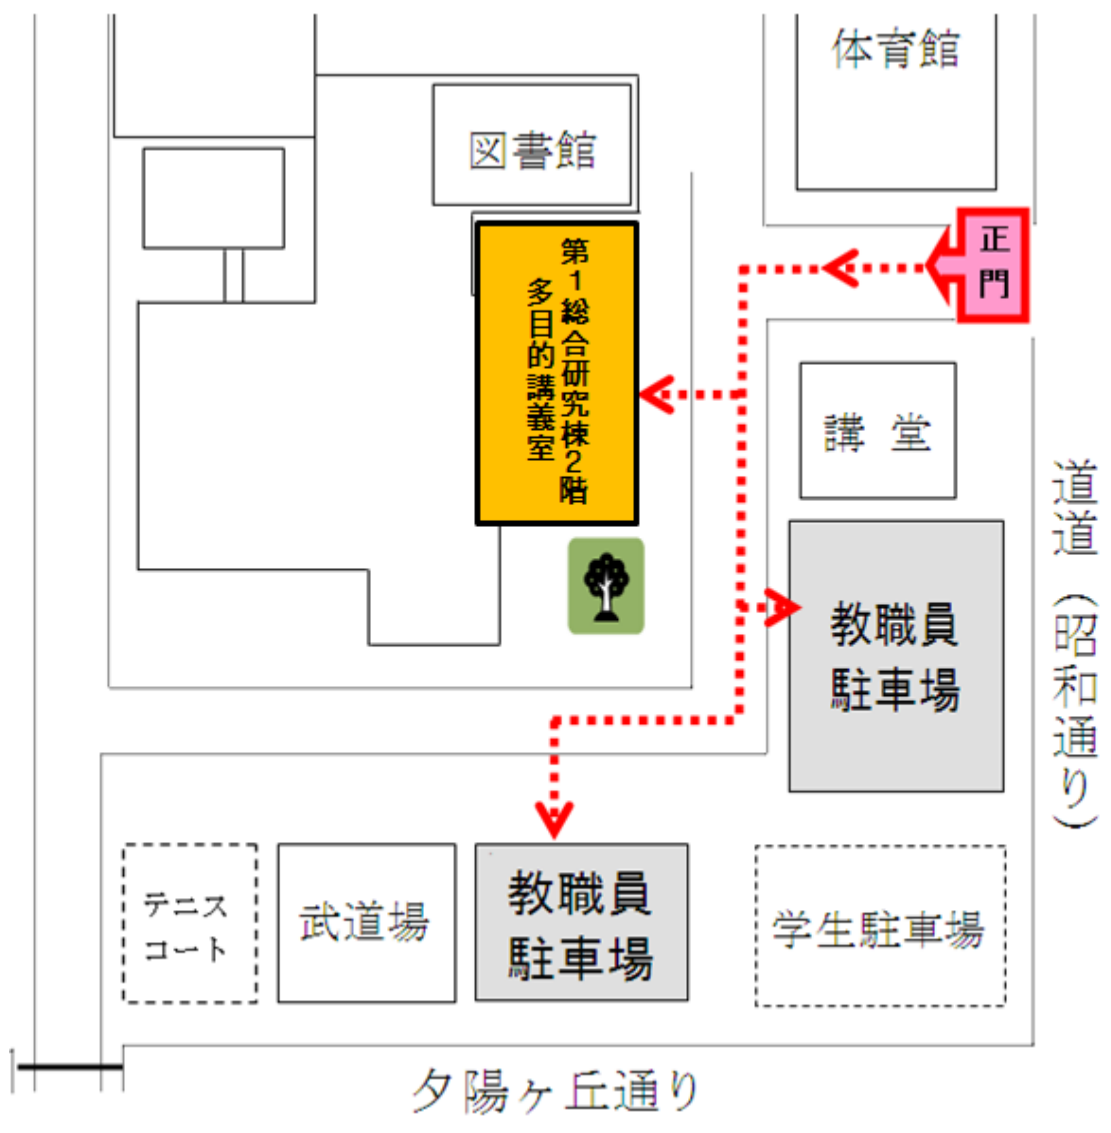 体育館
図書館
正門
第1総合研究棟2階
多目的講義室
講堂
道道(昭和通り)
教職員
駐車場
テニス
コート
武道場
教職員
駐車場
学生駐車場
夕陽ヶ丘通り